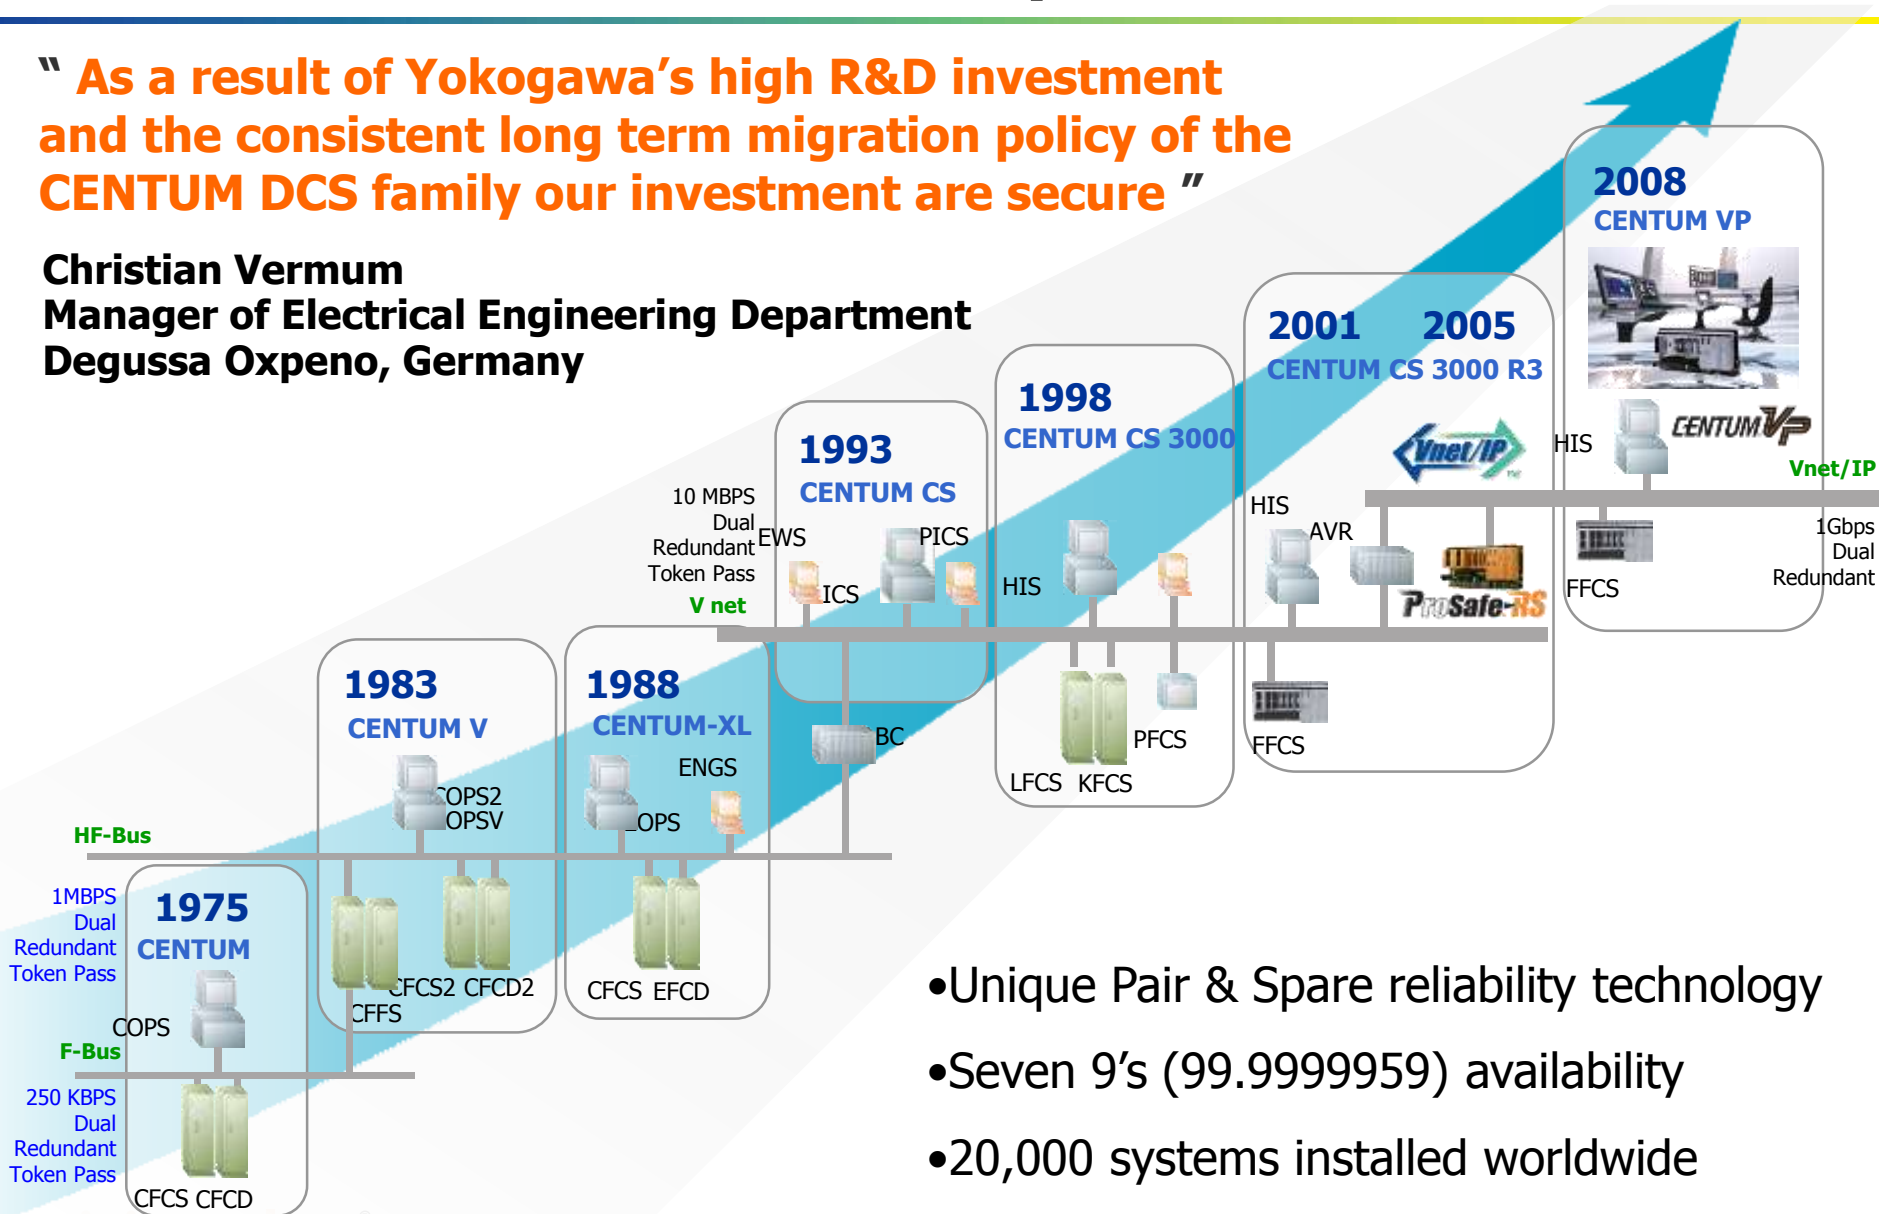 “ As a result of Yokogawa’s high R&D investment
and the consistent long term migration policy of the
CENTUM DCS family our investment are secure ”
Christian Vermum
Manager of Electrical Engineering Department
Degussa Oxpeno, Germany
2008
CENTUM VP
2001 2005
CENTUM CS 3000 R3
1998
CENTUM CS 3000
1993
CENTUM CS
Vnet/IP
HIS
CENTUM VP
Vnet/IP
1Gbps
Dual
Redundant
FFCS
HIS
AVR
ProSafe-RS
FFCS
10 MBPS
Dual
Redundant
Token Pass
V net
EWS
ICS
PICS
HIS
LFCS KFCS
PFCS
BC
1983
CENTUM V
1988
CENTUM-XL
ENGS
COPS2
OPSV
EOPS
HF-Bus
1MBPS
Dual
Redundant
Token Pass
1975
CENTUM
CFCS2 CFCD2
CFFS
CFCS EFCD
COPS
F-Bus
250 KBPS
Dual
Redundant
Token Pass
CFCS CFCD
•Unique Pair & Spare reliability technology
•Seven 9’s (99.9999959) availability
•20,000 systems installed worldwide